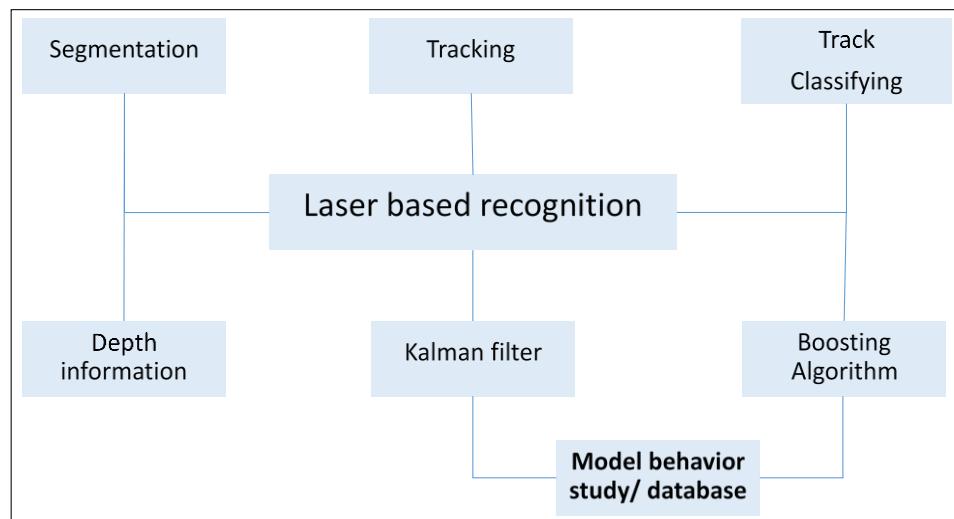 Segmentation
Tracking
Track
Classifying
Laser based recognition
Depth
information
Kalman filter
Boosting
Algorithm
Model behavior
study/ database